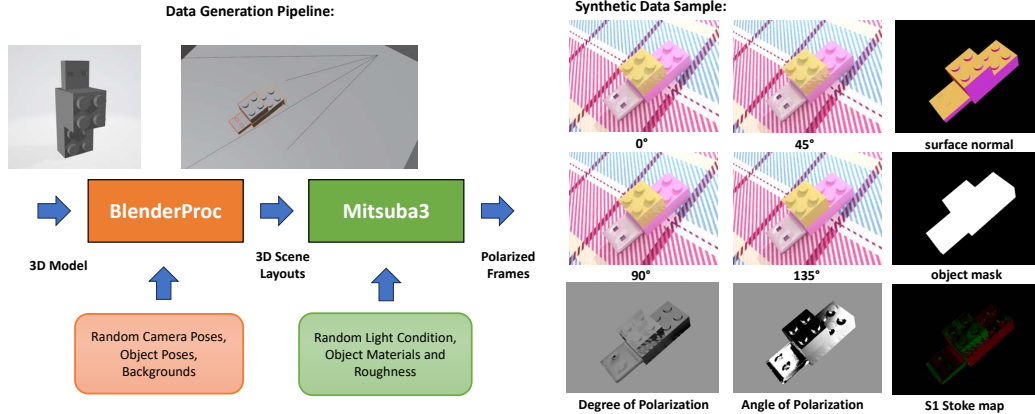 Data Generation Pipeline:
BlenderProc
Mitsuba3
3D Model
3D Scene
Layouts
Polarized
Frames
Random Camera Poses,
Object Poses,
Backgrounds
Random Light Condition,
Object Materials and
Roughness
Synthetic Data Sample:
0°
45°
surface normal
90°
135°
object mask
Degree of Polarization
Angle of Polarization
S1 Stoke map